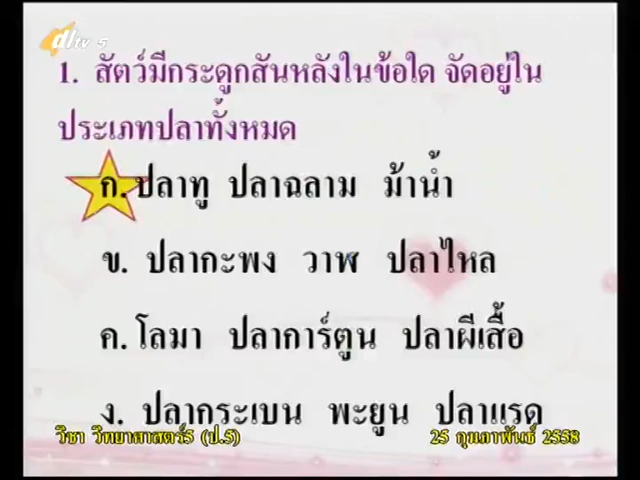 dltv 5
1. สัตว์มีกระดูกสันหลังในข้อใด จัดอยู่ใน
ประเภทปลาทั้งหมด
ก. ปลาทู ปลาฉลาม ม้าน้ำ
ข. ปลากะพง วาฬ ปลาไหล
ค. โลมา ปลาการ์ตูน ปลาผีเสื้อ
ง. ปลากระเบน พะยูน ปลาแรด
วิชา วิทยาศาสตร์5 (ป.5) 25 กุมภาพันธ์ 2558